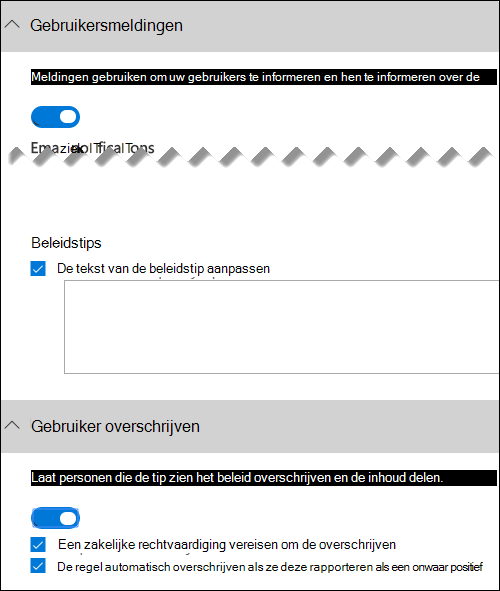 Gebruikersmeldingen
Meldingen gebruiken om uw gebruikers te informeren en hen te informeren over de
Beleidstips
De tekst van de beleidstip aanpassen
Gebruiker overschrijven
Laat personen die de tip zien het beleid overschrijven en de inhoud delen.
Een zakelijke rechtvaardiging vereisen om de overschrijven
De regel automatisch overschrijven als ze deze rapporteren als een onwaar positief